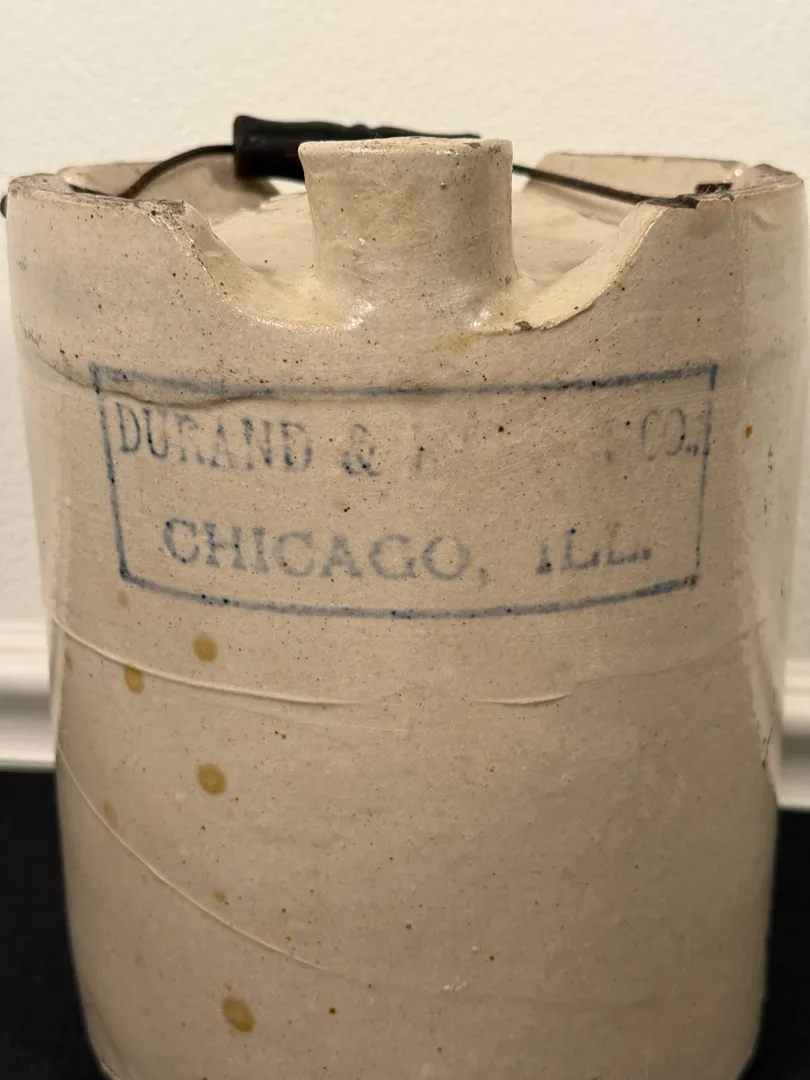 DURAND & CO.,
CHICAGO, ILL.